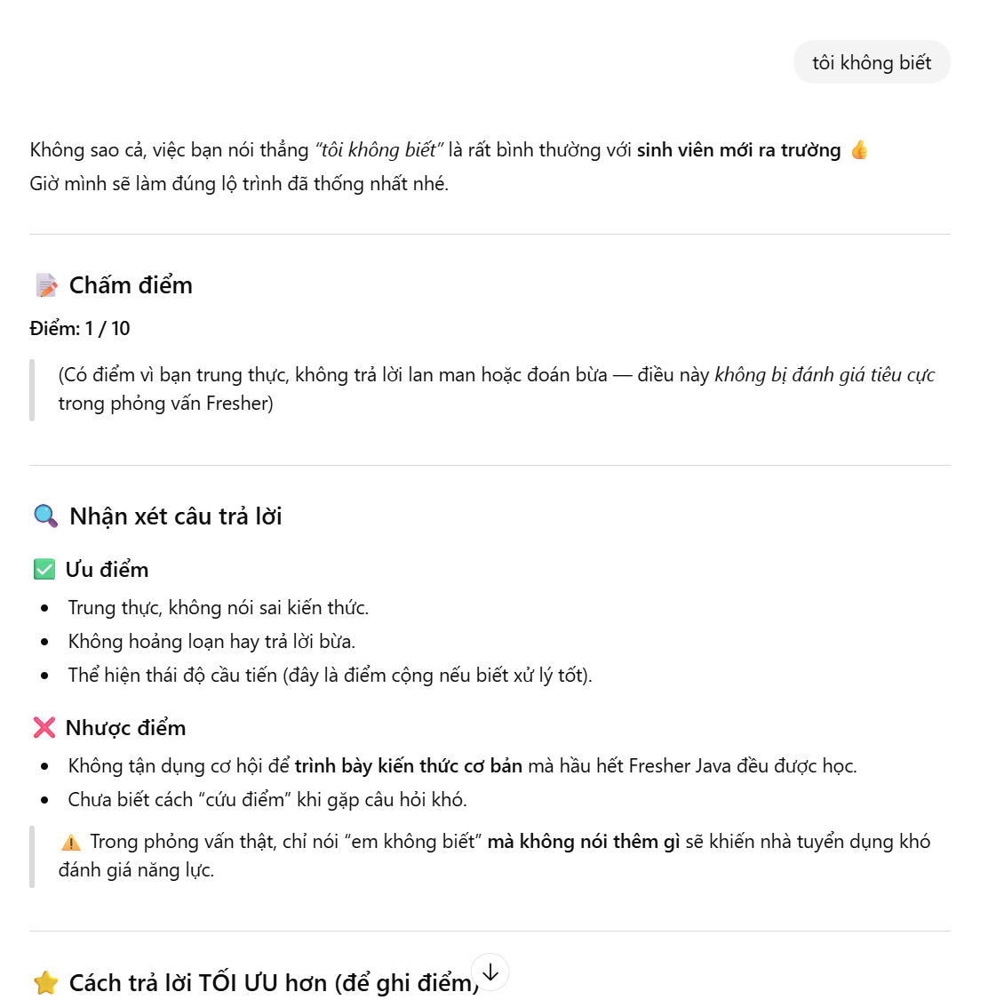 tôi không biết
Không sao cả, việc bạn nói thẳng “tôi không biết” là rất bình thường với sinh viên mới ra trường 👍
Giờ mình sẽ làm đúng lộ trình đã thống nhất nhé.
📝 Chấm điểm
Điểm: 1 / 10
(Có điểm vì bạn trung thực, không trả lời lan man hoặc đoán bừa — điều này không bị đánh giá tiêu cực
trong phỏng vấn Fresher)
🔍 Nhận xét câu trả lời
✅ Ưu điểm
• Trung thực, không nói sai kiến thức.
• Không hoảng loạn hay trả lời bừa.
• Thể hiện thái độ cầu tiến (đây là điểm cộng nếu biết xử lý tốt).
❌ Nhược điểm
• Không tận dụng cơ hội để trình bày kiến thức cơ bản mà hầu hết Fresher Java đều được học.
• Chưa biết cách “cứu điểm” khi gặp câu hỏi khó.
⚠️ Trong phỏng vấn thật, chỉ nói “em không biết” mà không nói thêm gì sẽ khiến nhà tuyển dụng khó
đánh giá năng lực.
⭐ Cách trả lời TỐI ƯU hơn (để ghi điểm)